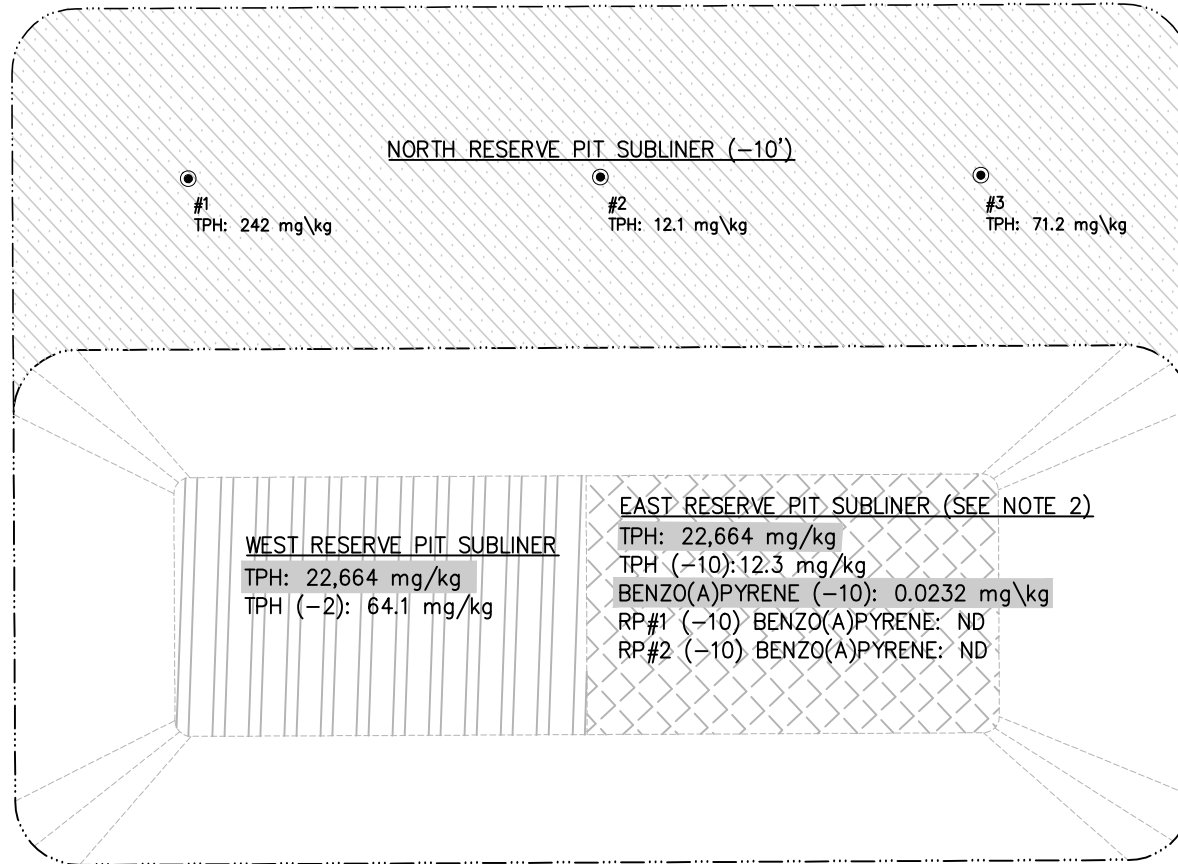 NORTH RESERVE PIT SUBLINER (-10')
#1
TPH: 242 mg\kg
#2
TPH: 12.1 mg\kg
#3
TPH: 71.2 mg\kg
WEST RESERVE PIT SUBLINER
TPH: 22,664 mg/kg
TPH (-2): 64.1 mg/kg
EAST RESERVE PIT SUBLINER (SEE NOTE 2)
TPH: 22,664 mg/kg
TPH (-10): 12.3 mg/kg
BENZO(A)PYRENE (-10): 0.0232 mg\kg
RP#1 (-10) BENZO(A)PYRENE: ND
RP#2 (-10) BENZO(A)PYRENE: ND